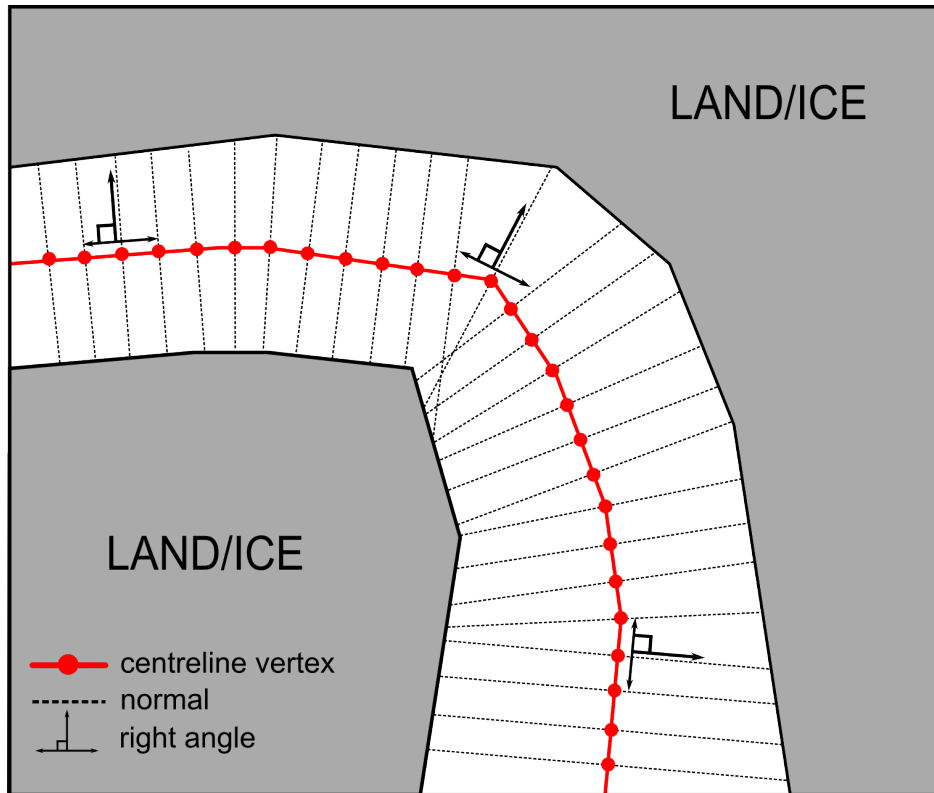 LAND/ICE
LAND/ICE
centreline vertex
normal
right angle